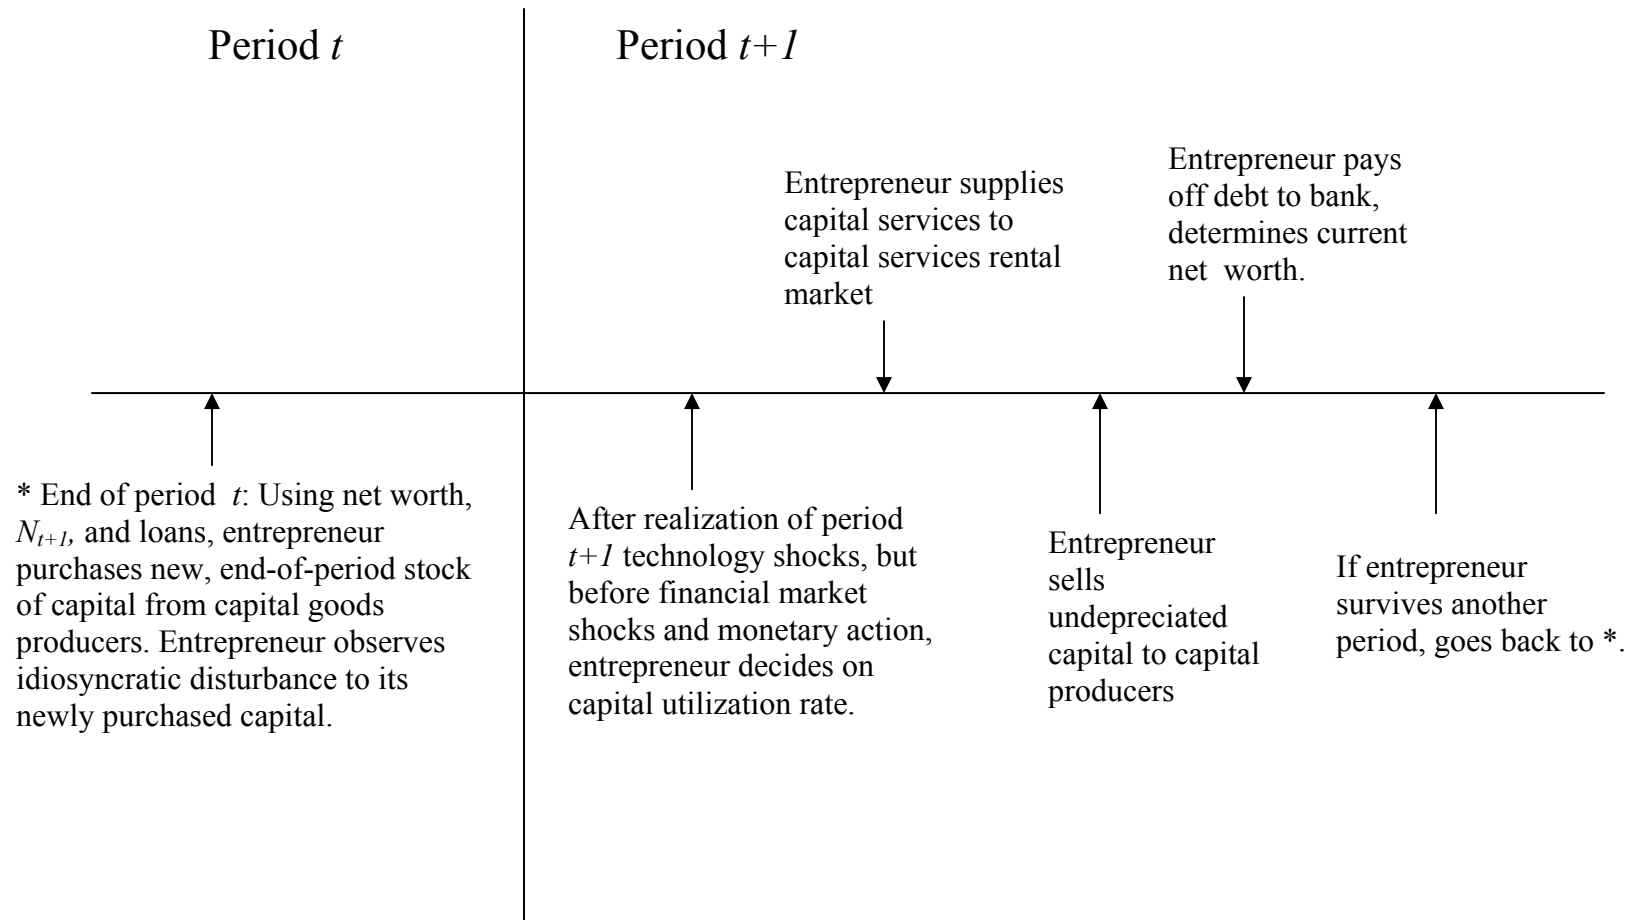 Period t
Period t+1
Entrepreneur supplies
capital services to
capital services rental
market
Entrepreneur pays
off debt to bank,
determines current
net  worth.
* End of period  t: Using net worth,
N_{t+1}, and loans, entrepreneur
purchases new, end-of-period stock
of capital from capital goods
producers. Entrepreneur observes
idiosyncratic disturbance to its
newly purchased capital.
After realization of period
t+1 technology shocks, but
before financial market
shocks and monetary action,
entrepreneur decides on
capital utilization rate.
Entrepreneur
sells
undepreciated
capital to capital
producers
If entrepreneur
survives another
period, goes back to *.